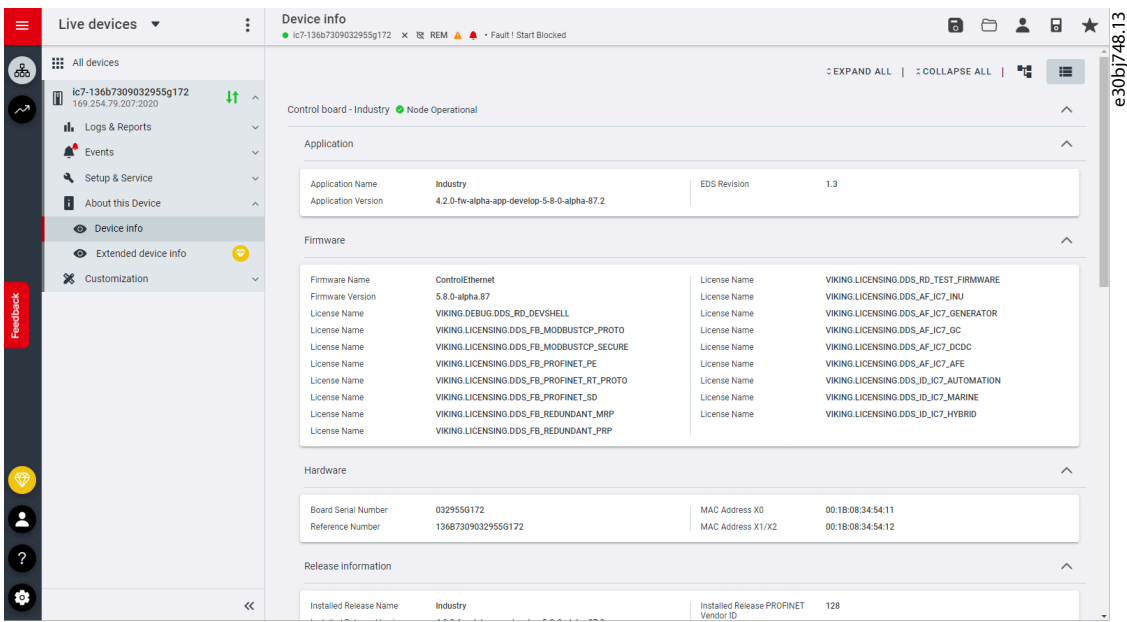 Live devices
Device info
ic7-136b7309032955g172 REM • Fault ! Start Blocked
All devices
EXPAND ALL | COLLAPSE ALL |
ic7-136b7309032955g172
169.254.79.207:2020
Logs & Reports
Events
Setup & Service
About this Device
Device info
Extended device info
Customization
Feedback
Control board - Industry Node Operational
Application
Application Name Industry EDS Revision 1.3
Application Version 4.2.0-fw-alpha-app-develop-5-8-0-alpha-87.2
Firmware
Firmware Name ControlEthernet License Name VIKING.LICENSING.DDS_RD_TEST_FIRMWARE
Firmware Version 5.8.0-alpha.87 License Name VIKING.LICENSING.DDS_AF_IC7_INU
License Name VIKING.DEBUG.DDS_RD_DEVSHELL License Name VIKING.LICENSING.DDS_AF_IC7_GENERATOR
License Name VIKING.LICENSING.DDS_FB_MODBUSTCP_PROTO License Name VIKING.LICENSING.DDS_AF_IC7_GC
License Name VIKING.LICENSING.DDS_FB_MODBUSTCP_SECURE License Name VIKING.LICENSING.DDS_AF_IC7_DCDC
License Name VIKING.LICENSING.DDS_FB_PROFINET_PE License Name VIKING.LICENSING.DDS_AF_IC7_AFE
License Name VIKING.LICENSING.DDS_FB_PROFINET_RT_PROTO License Name VIKING.LICENSING.DDS_ID_IC7_AUTOMATION
License Name VIKING.LICENSING.DDS_FB_PROFINET_SD License Name VIKING.LICENSING.DDS_ID_IC7_MARINE
License Name VIKING.LICENSING.DDS_FB_REDUNDANT_MRP License Name VIKING.LICENSING.DDS_ID_IC7_HYBRID
License Name VIKING.LICENSING.DDS_FB_REDUNDANT_PRP
Hardware
Board Serial Number 032955G172 MAC Address X0 00:1B:08:34:54:11
Reference Number 136B7309032955G172 MAC Address X1/X2 00:1B:08:34:54:12
Release information
Installed Release Name Industry Installed Release PROFINET 128
Vendor ID
e30bj748.13